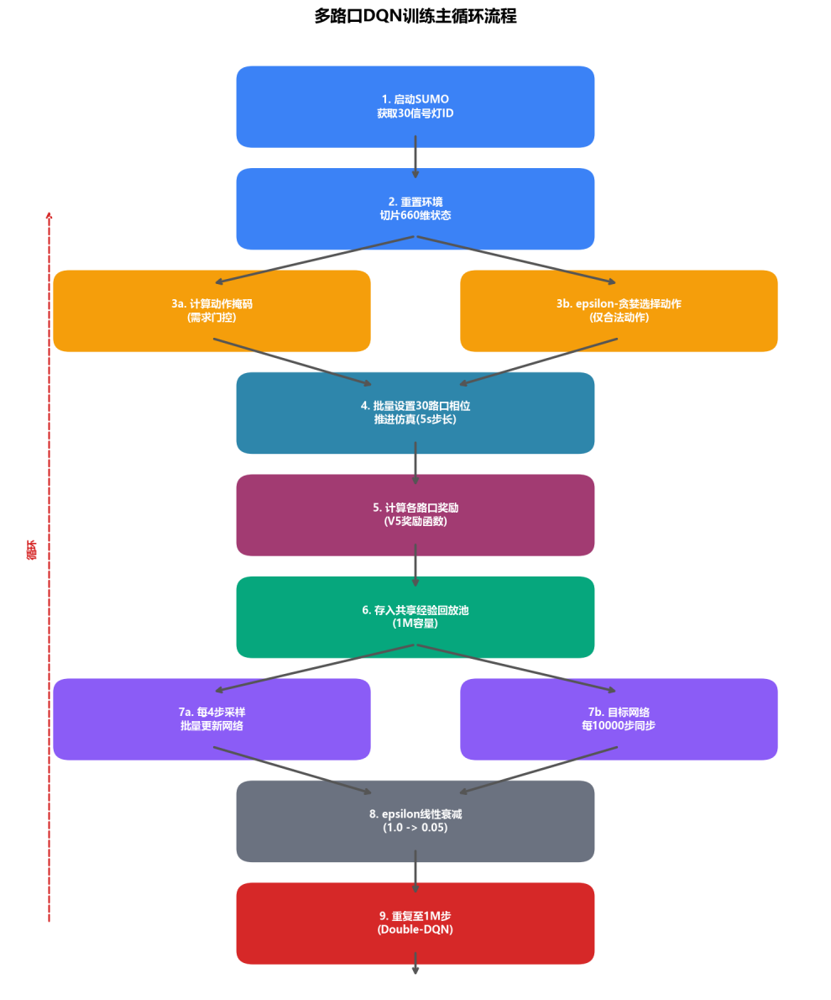 多路口DQN训练主循环流程
1. 启动SUMO
获取30信号灯ID
2. 重置环境
切片660维状态
3a. 计算动作掩码
(需求门控)
3b. epsilon-贪婪选择动作
(仅合法动作)
4. 批量设置30路口相位
推进仿真(5s步长)
5. 计算各路口奖励
(V5奖励函数)
循环
6. 存入共享经验回放池
(1M容量)
7a. 每4步采样
批量更新网络
7b. 目标网络
每10000步同步
8. epsilon线性衰减
(1.0 -> 0.05)
9. 重复至1M步
(Double-DQN)